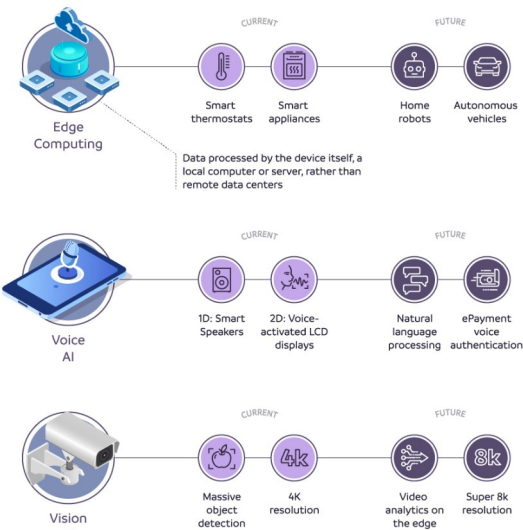 CURRENT
FUTURE
Smart
thermostats
Smart
appliances
Home
robots
Autonomous
vehicles
Edge
Computing
Data processed by the device itself, a
local computer or server, rather than
remote data centers
CURRENT
FUTURE
1D: Smart
Speakers
2D: Voice-
activated LCD
displays
Natural
language
processing
ePayment
voice
authentication
Voice
AI
CURRENT
FUTURE
4k
8k
Massive
object
detection
4K
resolution
Video
analytics on
the edge
Super 8k
resolution
Vision